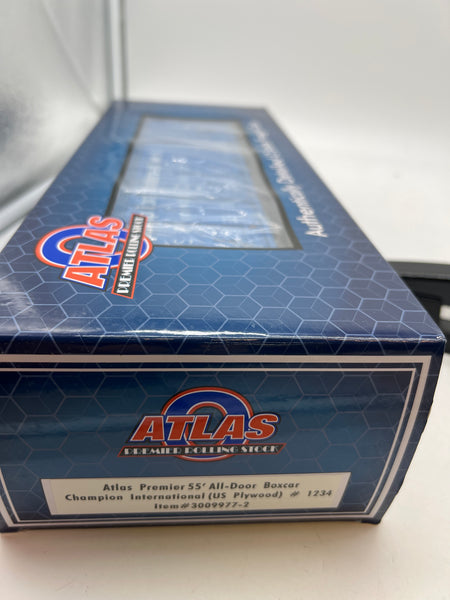 Authentically
ATLAS
PREMIER ROLLING STOCK
ATLAS
PREMIER ROLLING STOCK
Atlas Premier 55' All-Door Boxcar
Champion International (US Plywood) # 1234
Item#3009977-2